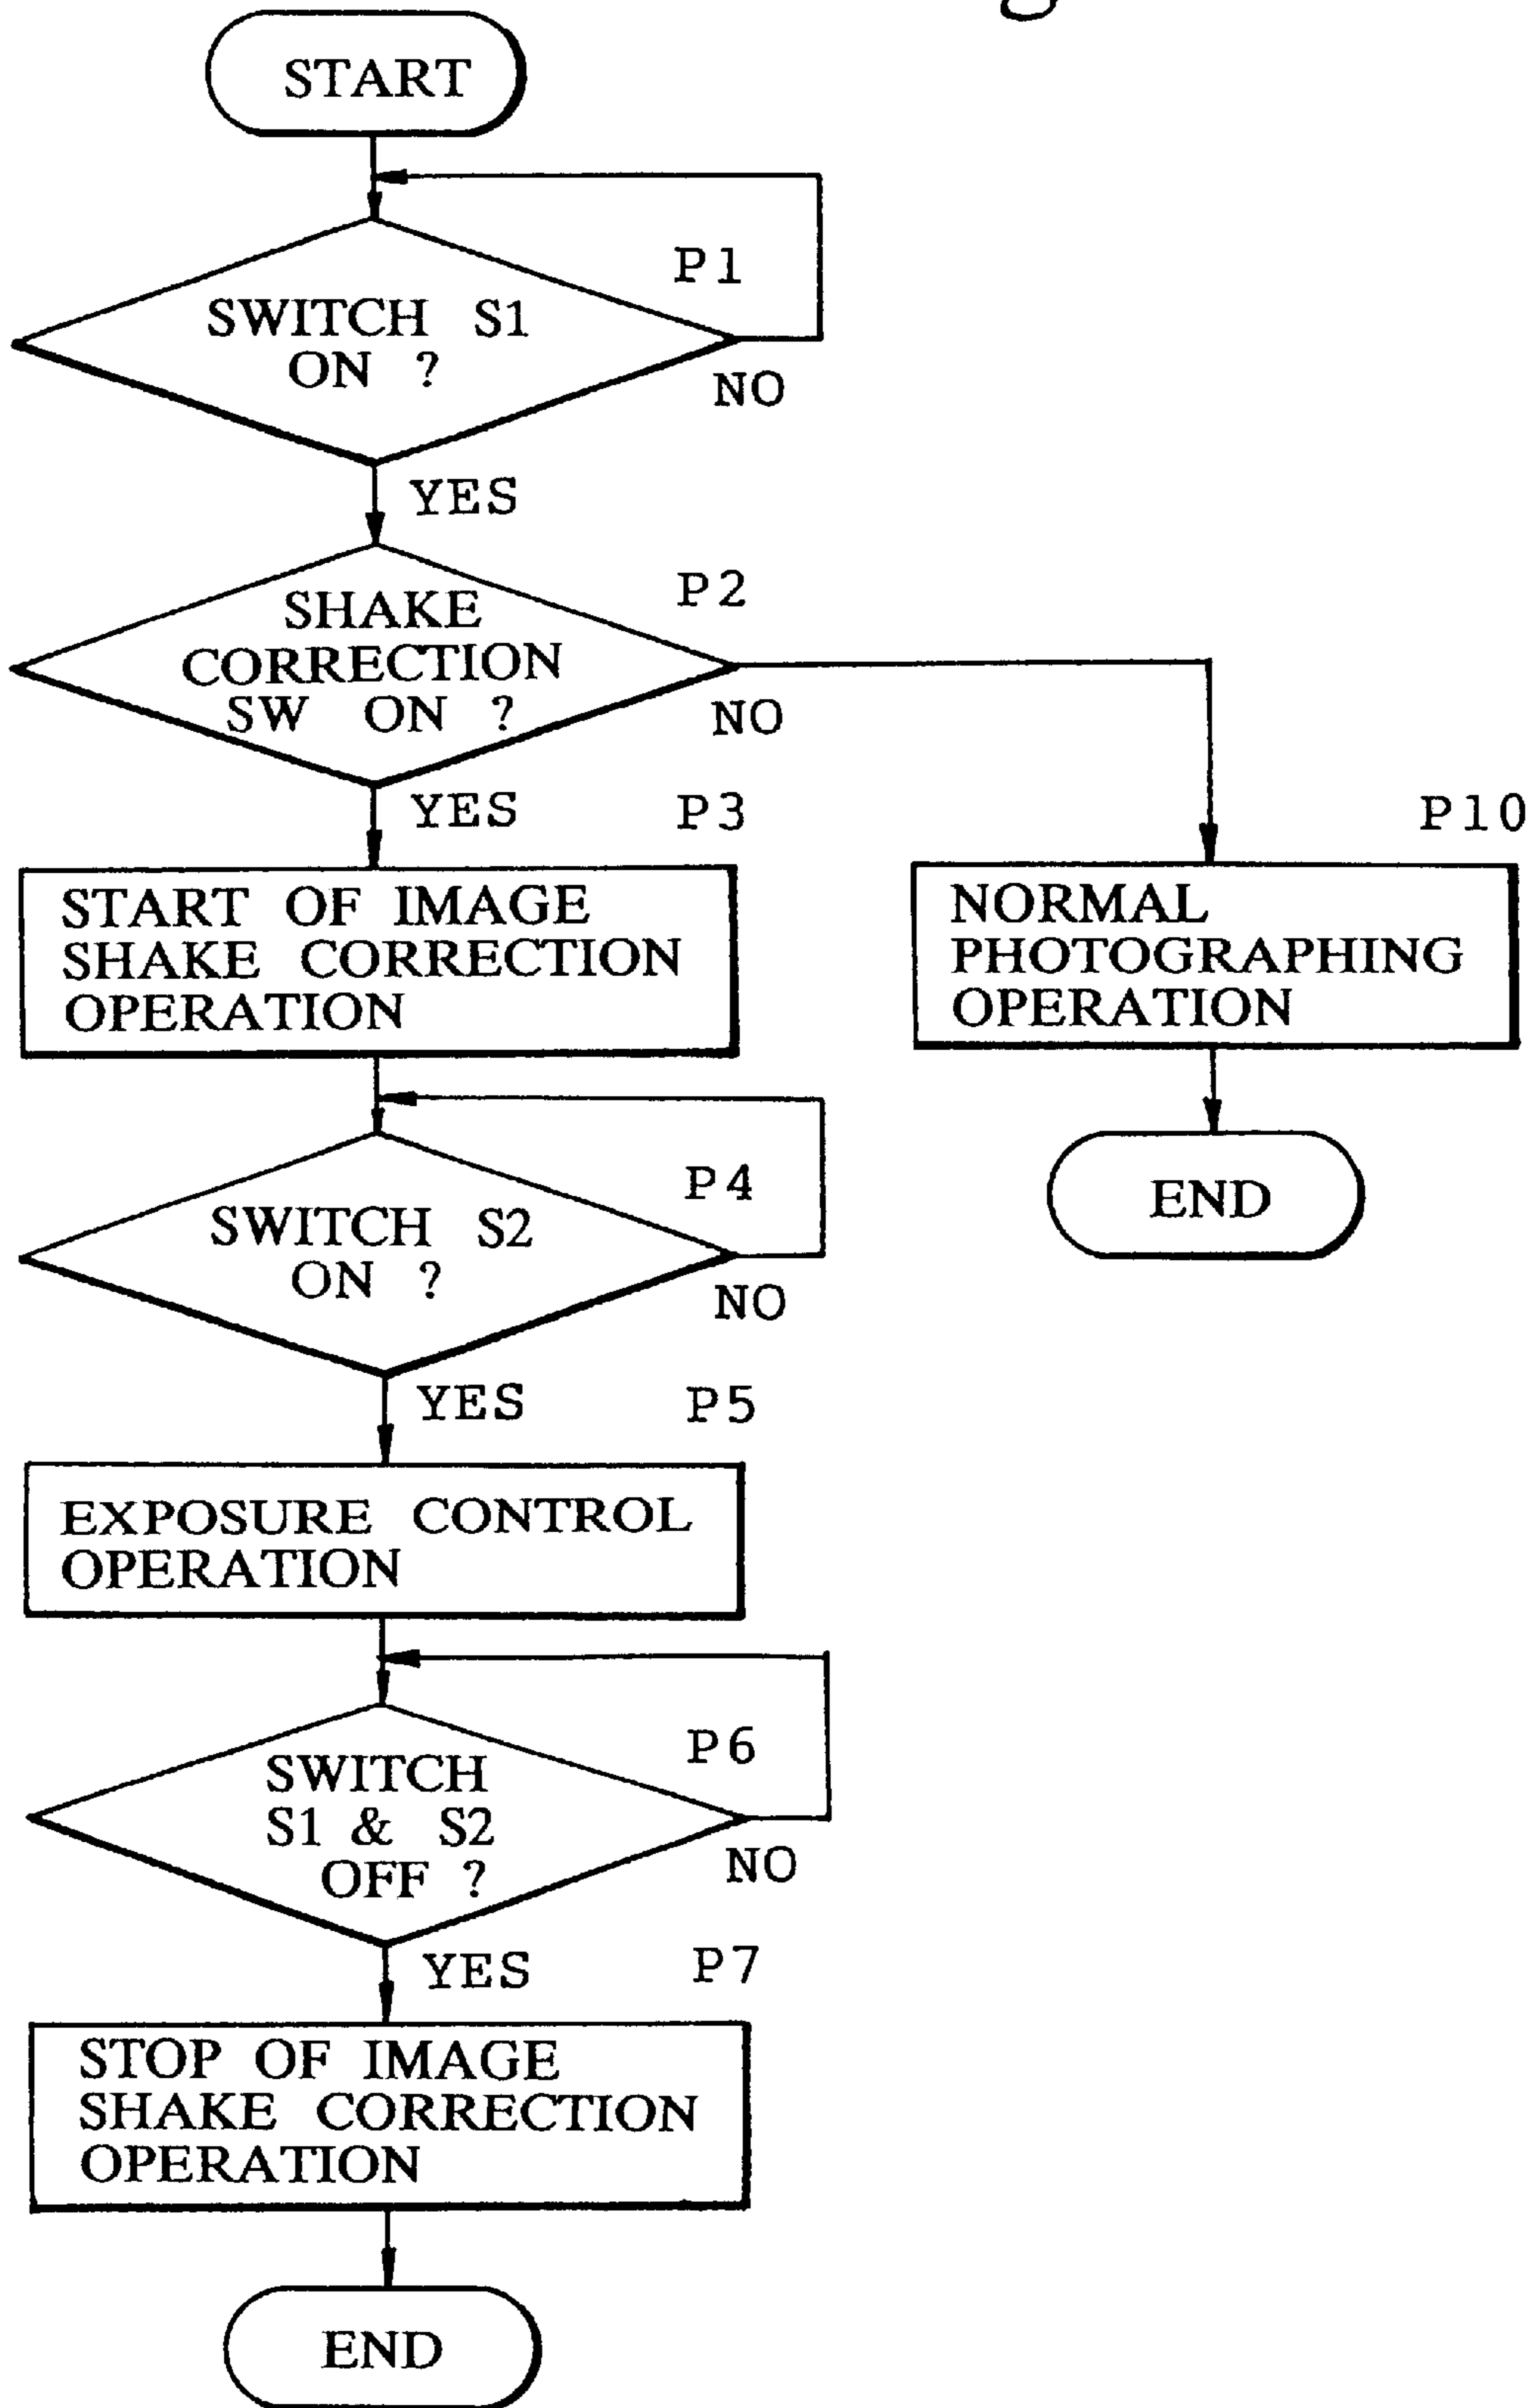 START
P1
SWITCH S1
ON ?
NO
YES
P2
SHAKE
CORRECTION
SW ON ?
NO
YES
P3
START OF IMAGE
SHAKE CORRECTION
OPERATION
P10
NORMAL
PHOTOGRAPHING
OPERATION
END
P4
SWITCH S2
ON ?
NO
YES
P5
EXPOSURE CONTROL
OPERATION
P6
SWITCH
S1 & S2
OFF ?
NO
YES
P7
STOP OF IMAGE
SHAKE CORRECTION
OPERATION
END